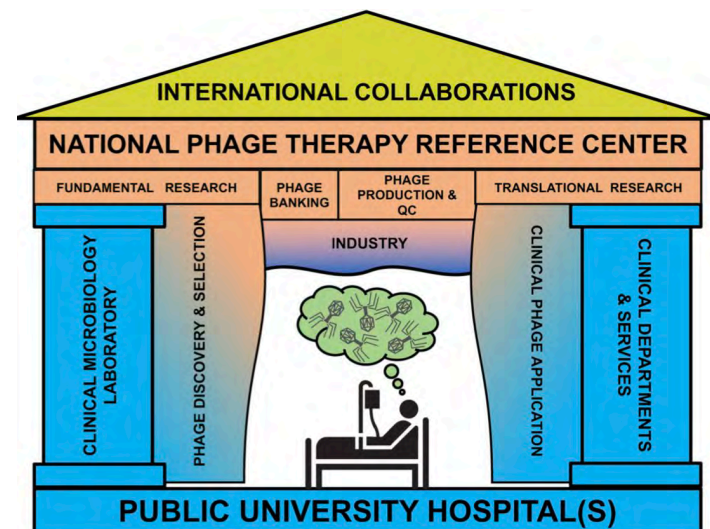 INTERNATIONAL COLLABORATIONS
NATIONAL PHAGE THERAPY REFERENCE CENTER
FUNDAMENTAL RESEARCH
PHAGE
BANKING
PHAGE
PRODUCTION &
QC
TRANSLATIONAL RESEARCH
INDUSTRY
CLINICAL MICROBIOLOGY
LABORATORY
PHAGE DISCOVERY & SELECTION
CLINICAL PHAGE APPLICATION
CLINICAL DEPARTMENTS
& SERVICES
PUBLIC UNIVERSITY HOSPITAL(S)